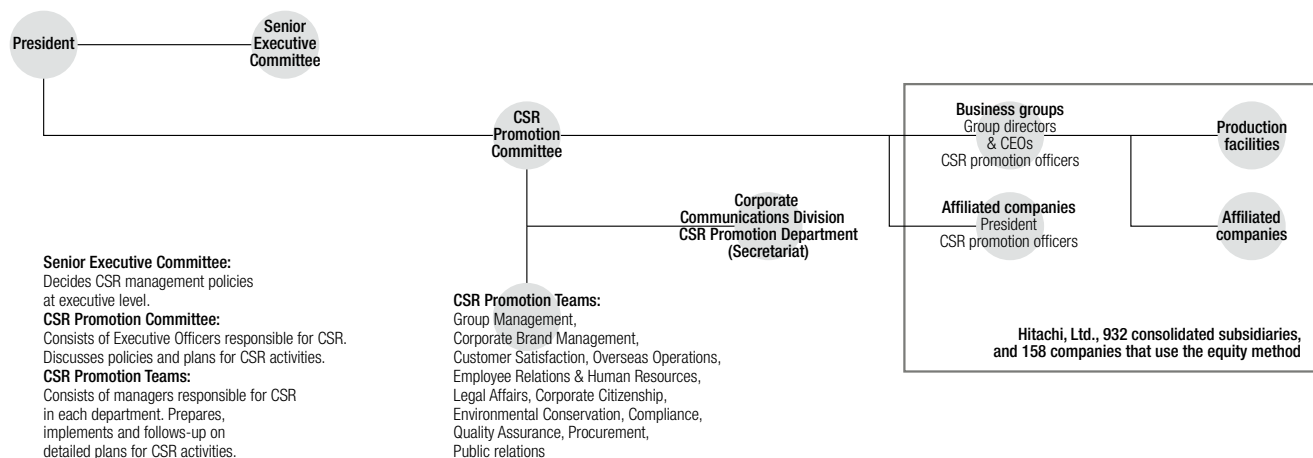 President
Senior
Executive
Committee
CSR
Promotion
Committee
Business groups
Group directors
& CEOs
CSR promotion officers
Production
facilities
Corporate
Communications Division
CSR Promotion Department
(Secretariat)
Affiliated companies
President
CSR promotion officers
Affiliated
companies
Senior Executive Committee:
Decides CSR management policies
at executive level.
CSR Promotion Committee:
Consists of Executive Officers responsible for CSR.
Discusses policies and plans for CSR activities.
CSR Promotion Teams:
Consists of managers responsible for CSR
in each department. Prepares,
implements and follows-up on
detailed plans for CSR activities.
CSR Promotion Teams:
Group Management,
Corporate Brand Management,
Customer Satisfaction, Overseas Operations,
Employee Relations & Human Resources,
Legal Affairs, Corporate Citizenship,
Environmental Conservation, Compliance,
Quality Assurance, Procurement,
Public relations
Hitachi, Ltd., 932 consolidated subsidiaries,
and 158 companies that use the equity method